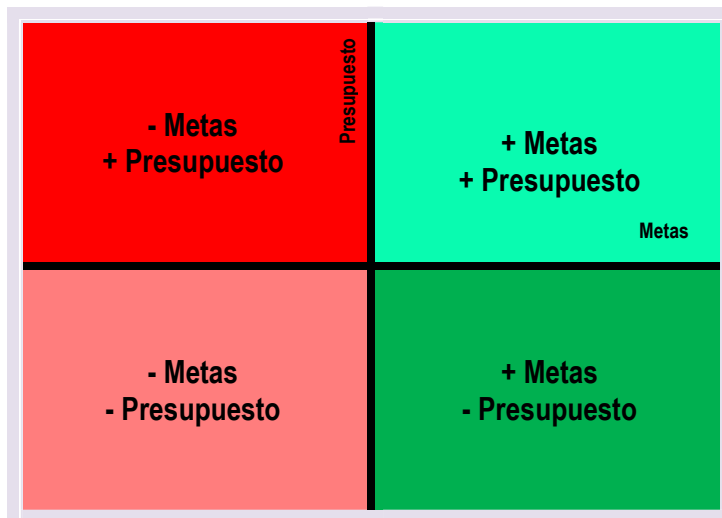 - Metas
+ Presupuesto
Presupuesto
+ Metas
+ Presupuesto
Metas
- Metas
- Presupuesto
+ Metas
- Presupuesto